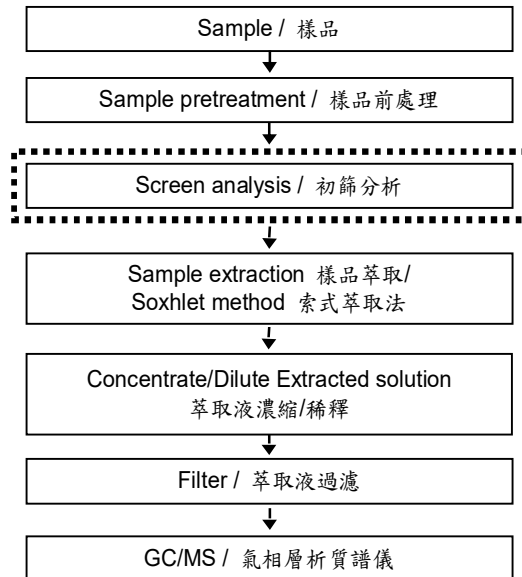 Sample / 樣品
Sample pretreatment / 樣品前處理
Screen analysis / 初篩分析
Sample extraction 樣品萃取/
Soxhlet method 索式萃取法
Concentrate/Dilute Extracted solution
萃取液濃縮/稀釋
Filter / 萃取液過濾
GC/MS / 氣相層析質譜儀